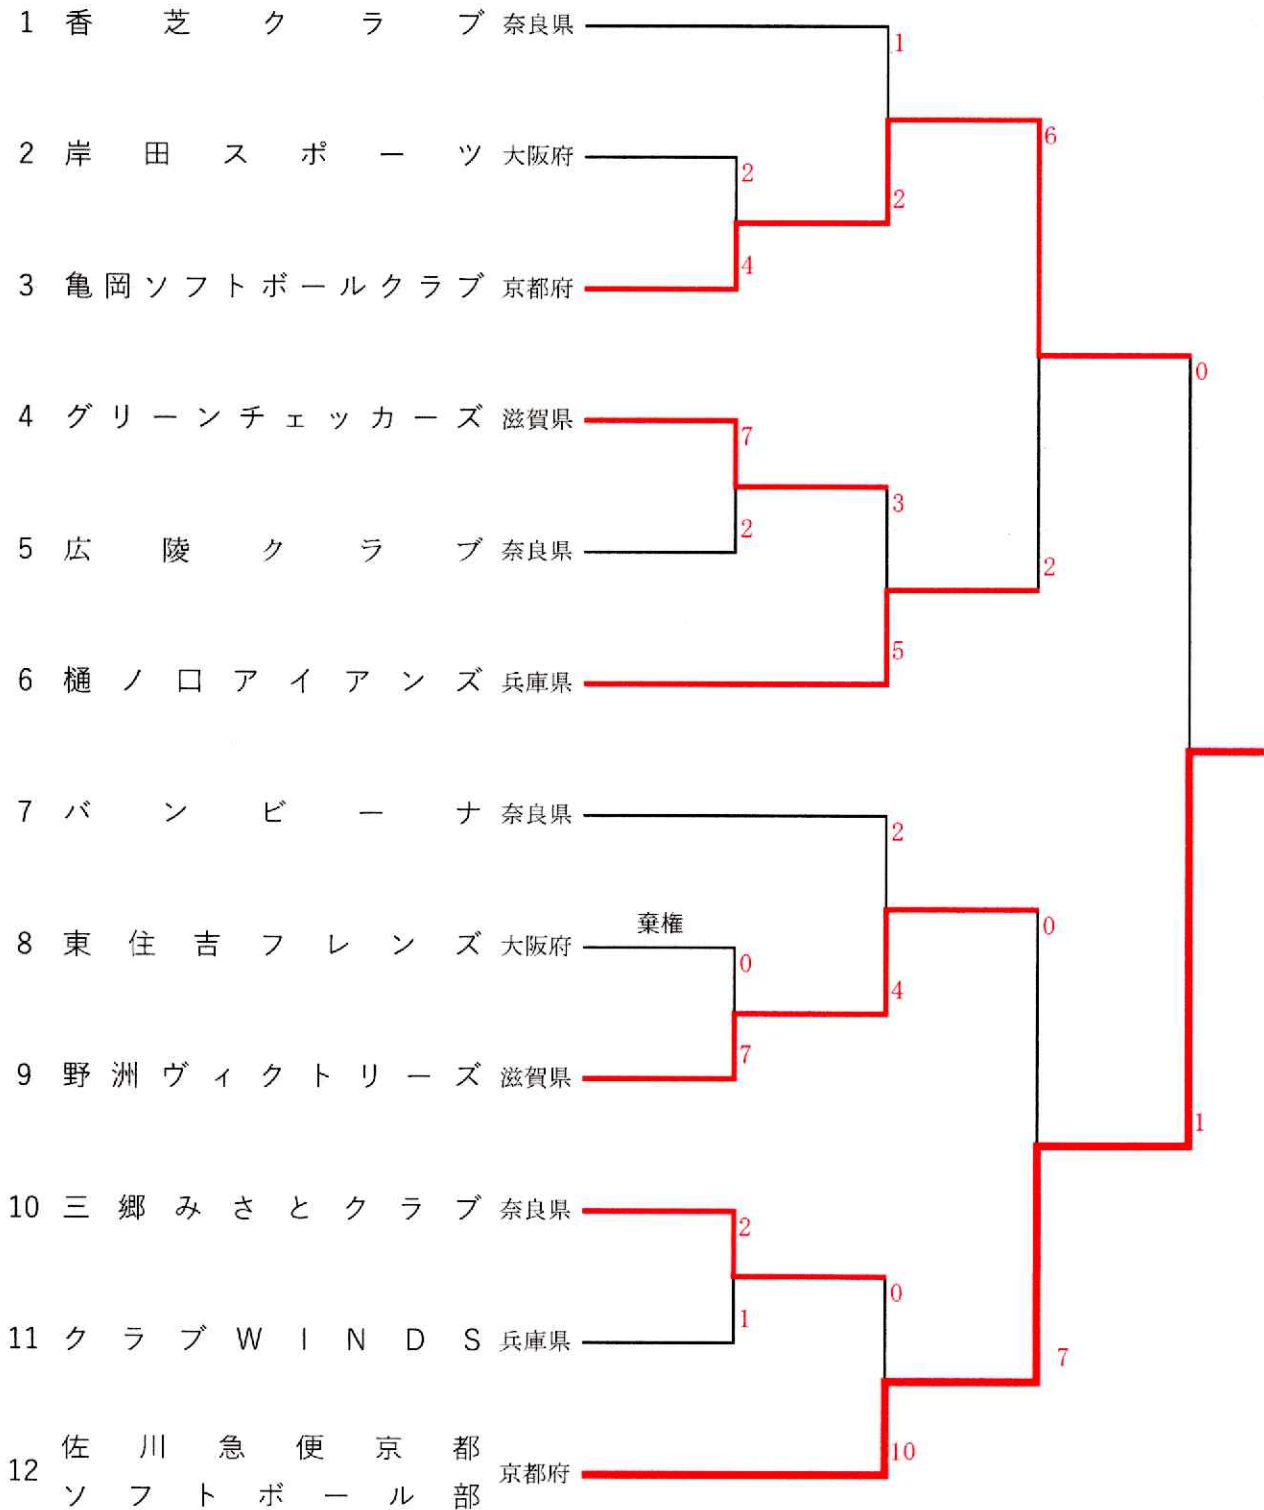 1 香芝クラブ 奈良県
1
6
2 岸田スポーツ 大阪府
2
2
4
3 亀岡ソフトボールクラブ 京都府
0
4 グリーンチェッカーズ 滋賀県
7
3
2
5 広陵クラブ 奈良県
2
5
6 樋ノ口アイアンズ 兵庫県
7 バンビーナ 奈良県
2
棄権
0
8 東住吉フレンズ 大阪府
0
4
7
9 野洲ヴィクトリーズ 滋賀県
1
10 三郷みさとクラブ 奈良県
2
0
1
11 クラブWINDS 兵庫県
7
12 佐川急便京都
ソフトボール部 京都府
10